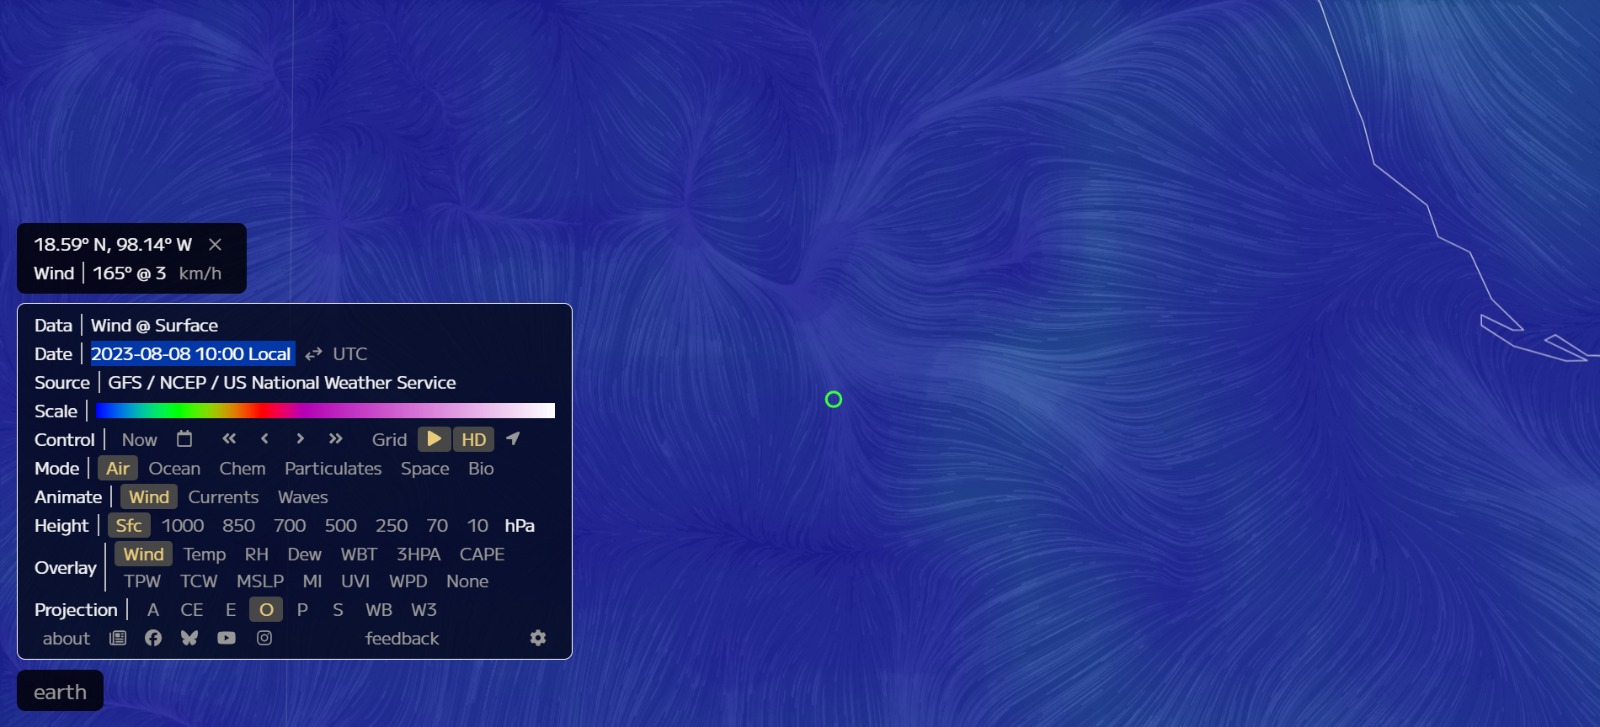 18.59° N, 98.14° W ×
Wind | 165° @ 3 km/h
Data | Wind @ Surface
Date | 2023-08-08 10:00 Local ⇄ UTC
Source | GFS / NCEP / US National Weather Service
Scale |
Control | Now « ‹ › » Grid HD
Mode | Air Ocean Chem Particulates Space Bio
Animate | Wind Currents Waves
Height | Sfc 1000 850 700 500 250 70 10 hPa
Overlay | Wind Temp RH Dew WBT 3HPA CAPE
TPW TCW MSLP MI UVI WPD None
Projection | A CE E O P S WB W3
about feedback
earth